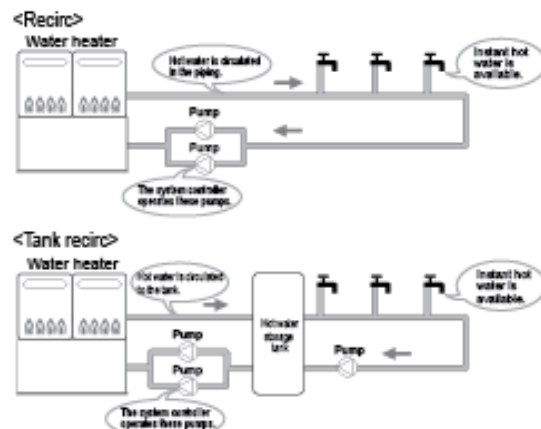 <Recirc>
Water heater
Hot water is circulated
in the piping.
Instant hot
water is
available.
Pump
Pump
The system controller
operates these pumps.
<Tank recirc>
Water heater
Hot water is circulated
to the tank.
Instant hot
water is
available.
Hot water
storage
tank
Pump
Pump
Pump
The system controller
operates these pumps.